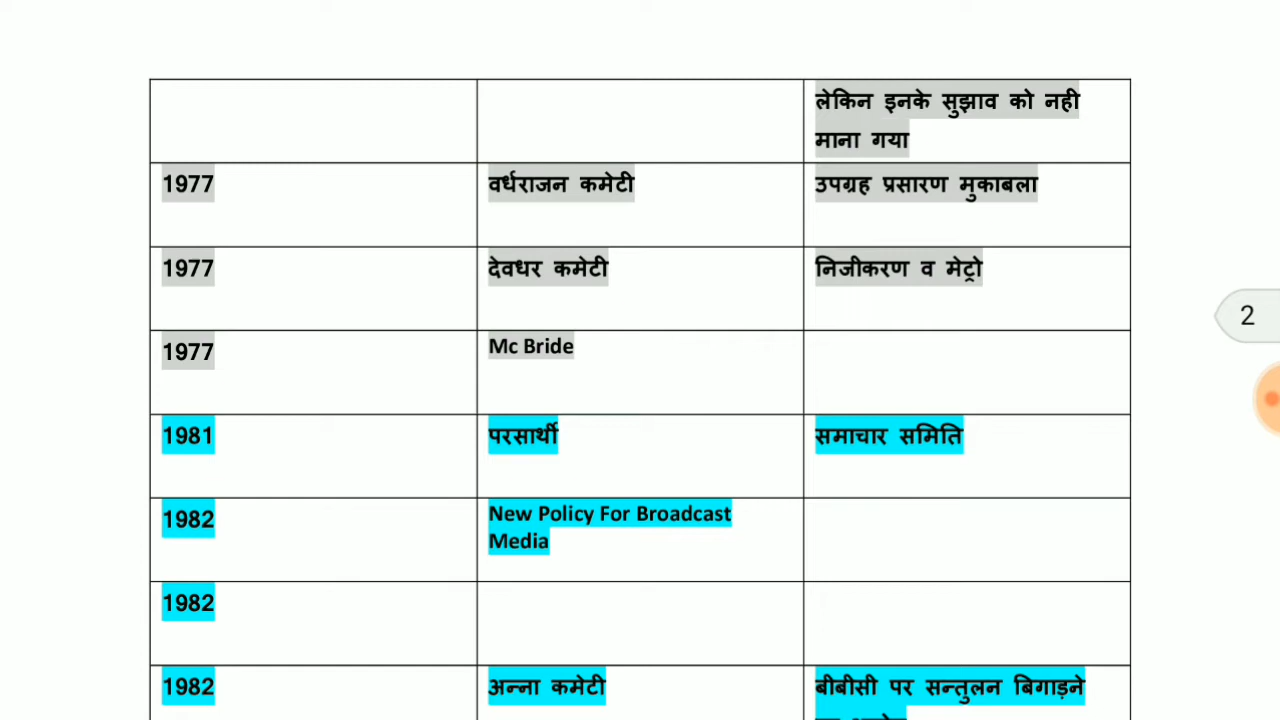 लेकिन इनके सुझाव को नही
माना गया
1977 वर्धराजन कमेटी उपग्रह प्रसारण मुकाबला
1977 देवधर कमेटी निजीकरण व मेट्रो
1977 Mc Bride
1981 परसार्थी समाचार समिति
1982 New Policy For Broadcast
Media
1982
1982 अन्ना कमेटी बीबीसी पर सन्तुलन बिगाड़ने
2